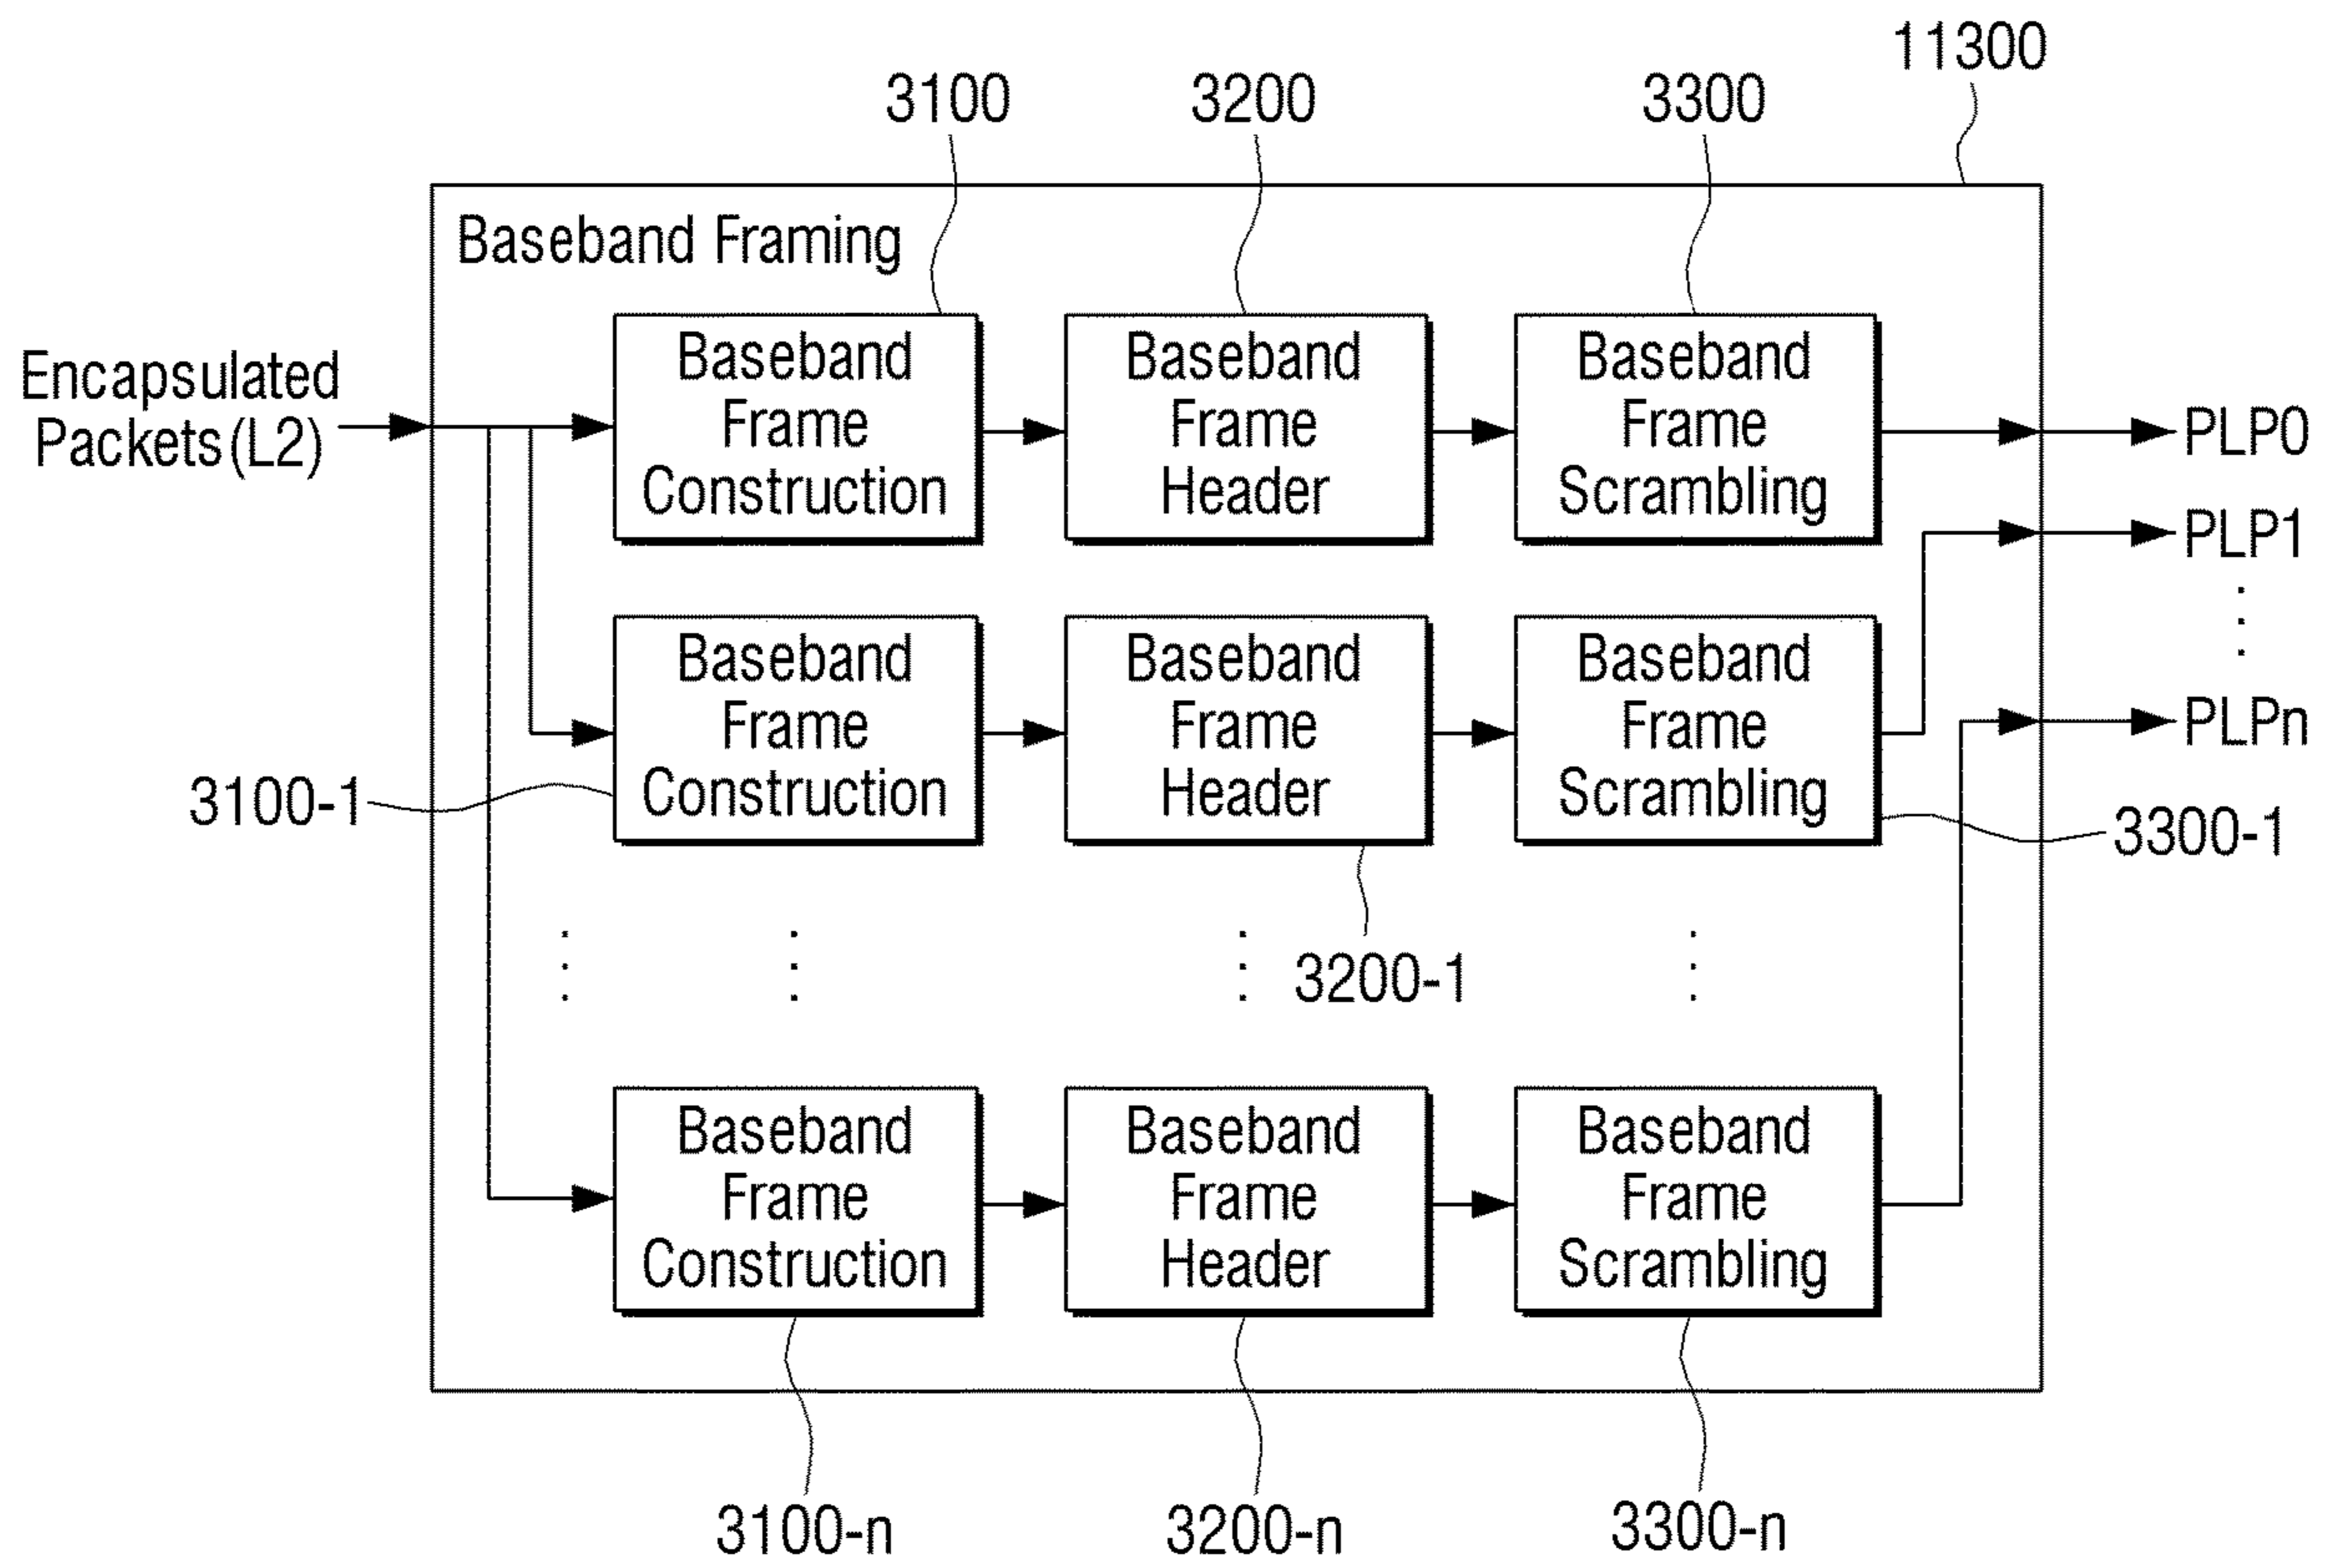 11300
3100
3200
3300
Baseband Framing
Encapsulated
Packets(L2)
Baseband
Frame
Construction
Baseband
Frame
Header
Baseband
Frame
Scrambling
PLP0
PLP1
PLPn
Baseband
Frame
Construction
Baseband
Frame
Header
Baseband
Frame
Scrambling
3100-1
3300-1
3200-1
Baseband
Frame
Construction
Baseband
Frame
Header
Baseband
Frame
Scrambling
3100-n
3200-n
3300-n